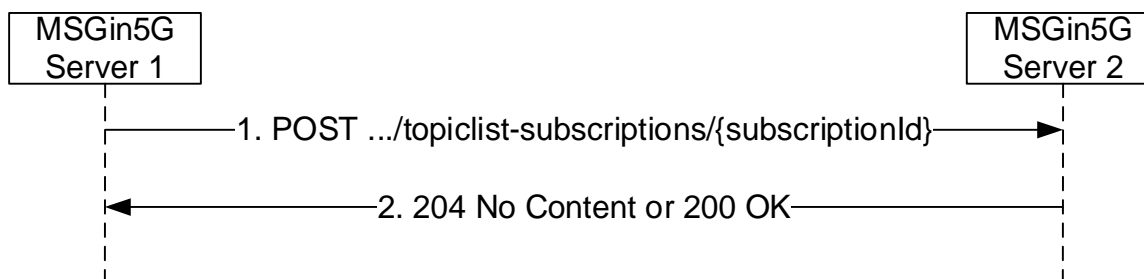 MSGin5G
Server 1
MSGin5G
Server 2
1. POST .../topiclist-subscriptions/{subscriptionId}
2. 204 No Content or 200 OK